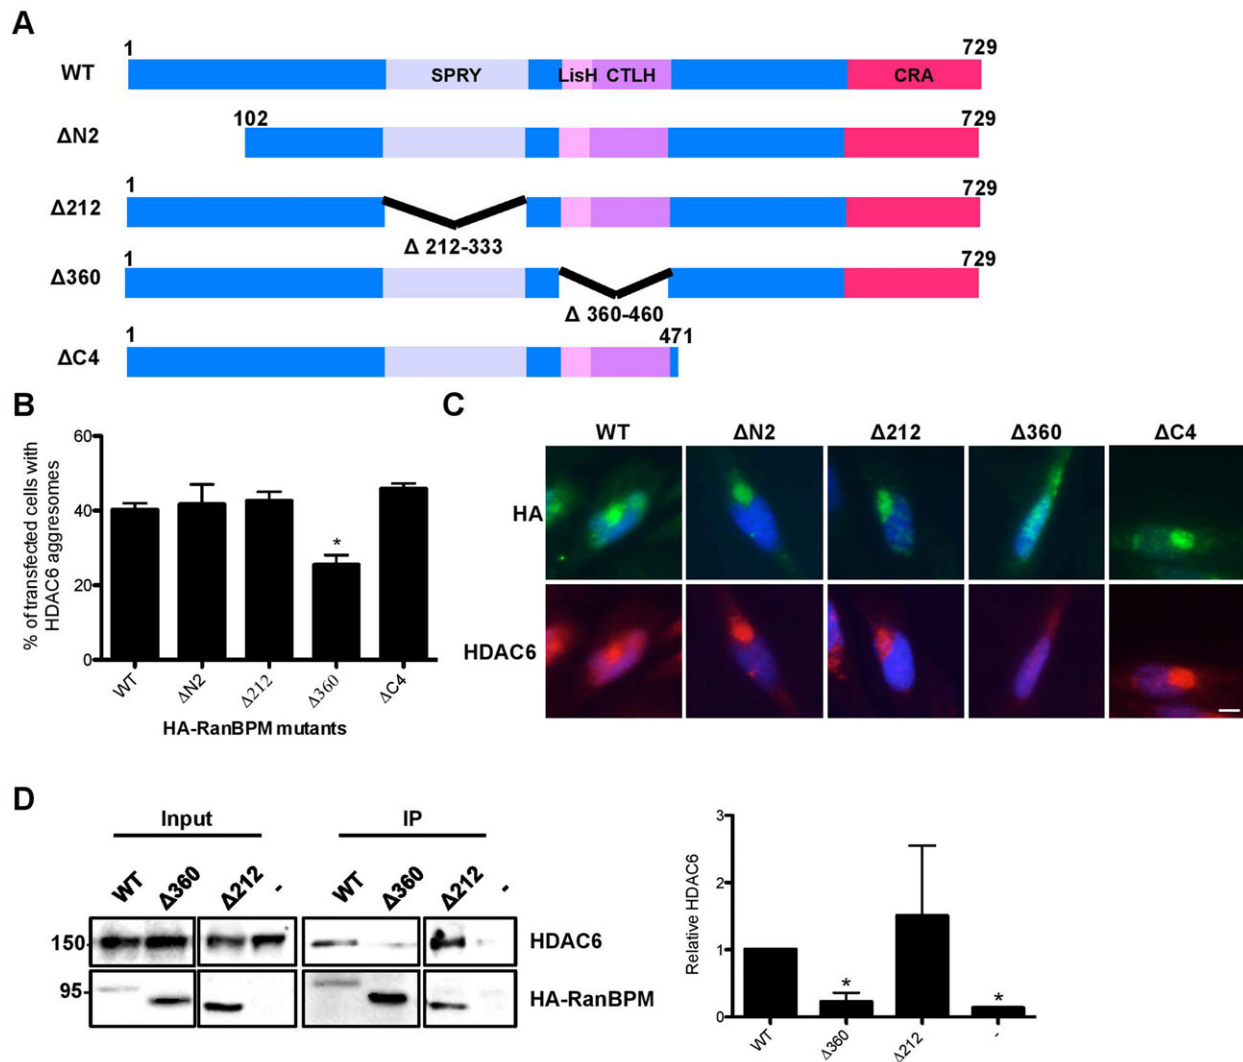 A
1 729
WT SPRY LisH CTLH CRA
102 729
ΔN2
1 729
Δ212
Δ 212-333
1 729
Δ360
Δ 360-460
1 471
ΔC4
B
% of transfected cells with
HDAC6 aggresomes
60
40
20
0
*
WT ΔN2 Δ212 Δ360 ΔC4
HA-RanBPM mutants
C
WT ΔN2 Δ212 Δ360 ΔC4
HA
HDAC6
D
Input IP
WT Δ360 Δ212 - WT Δ360 Δ212 -
150 HDAC6
95 HA-RanBPM
Relative HDAC6
3
2
1
0
* *
WT Δ360 Δ212 -